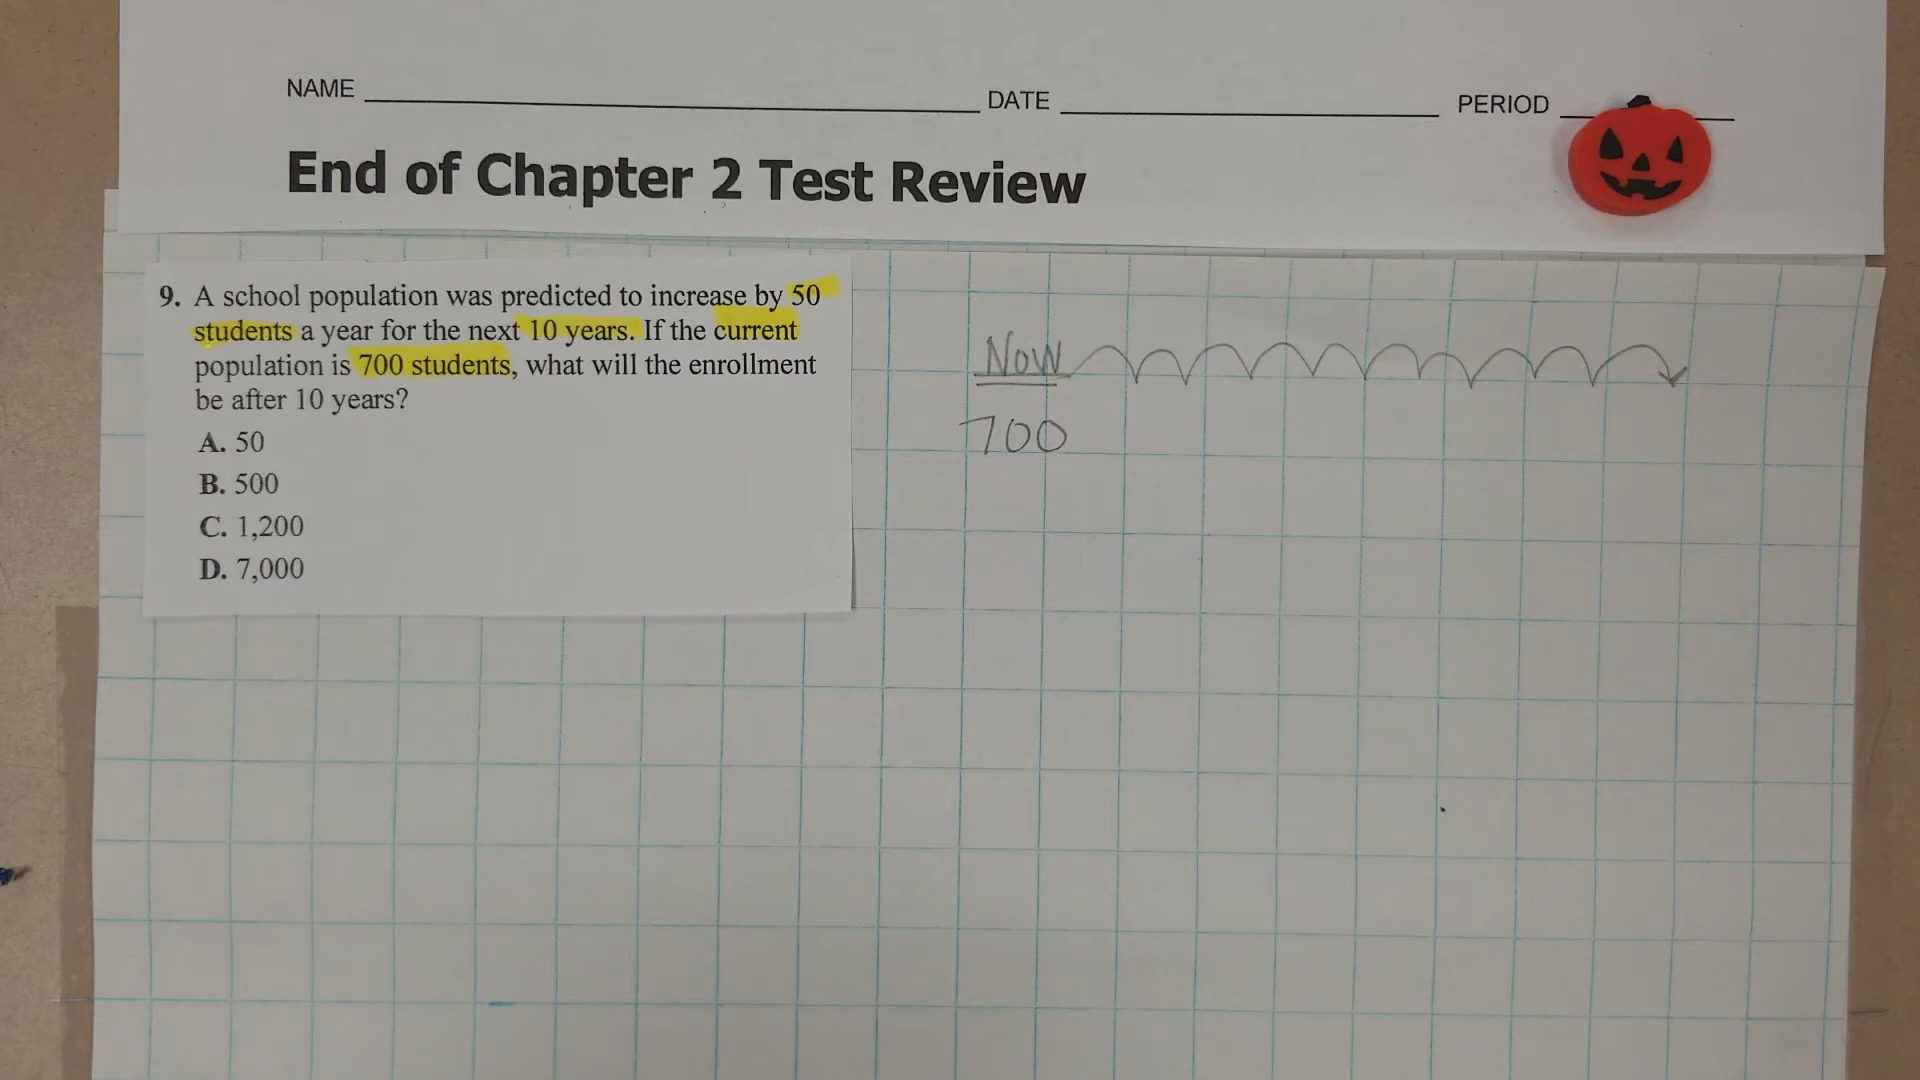 NAME DATE PERIOD
End of Chapter 2 Test Review
9. A school population was predicted to increase by 50
students a year for the next 10 years. If the current
population is 700 students, what will the enrollment
be after 10 years?
A. 50
B. 500
C. 1,200
D. 7,000
Now
700